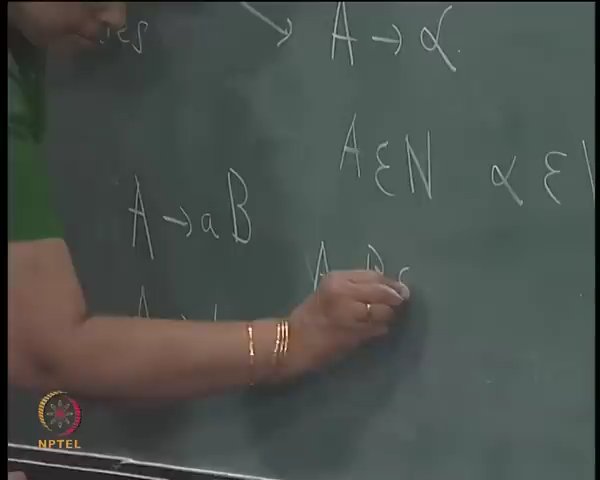 A → α
A ∈ N α ∈
A → aB
A
A B
NPTEL